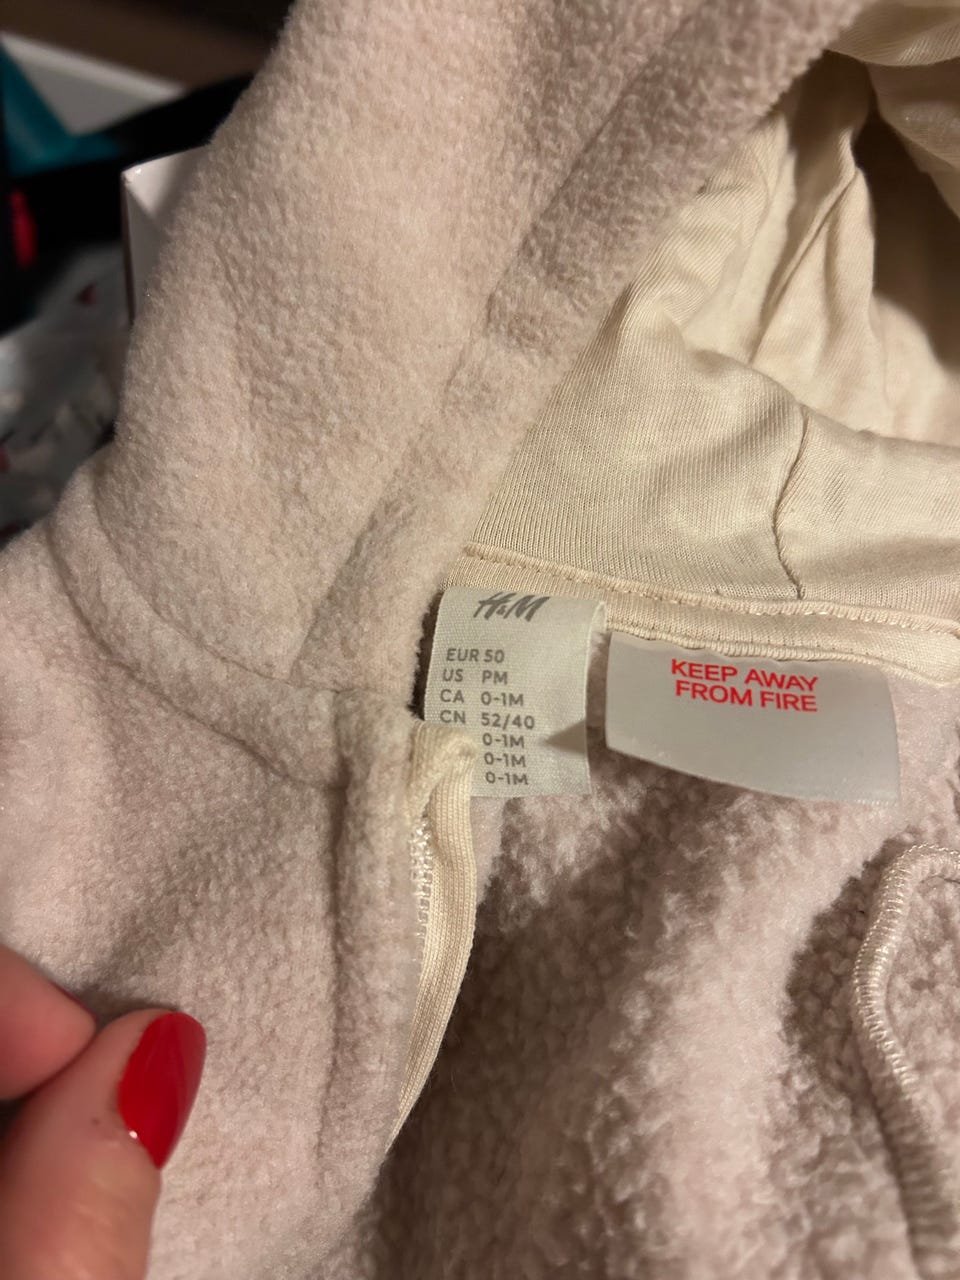 H&M
EUR 50
US PM
CA 0-1M
CN 52/40
0-1M
0-1M
0-1M
KEEP AWAY
FROM FIRE